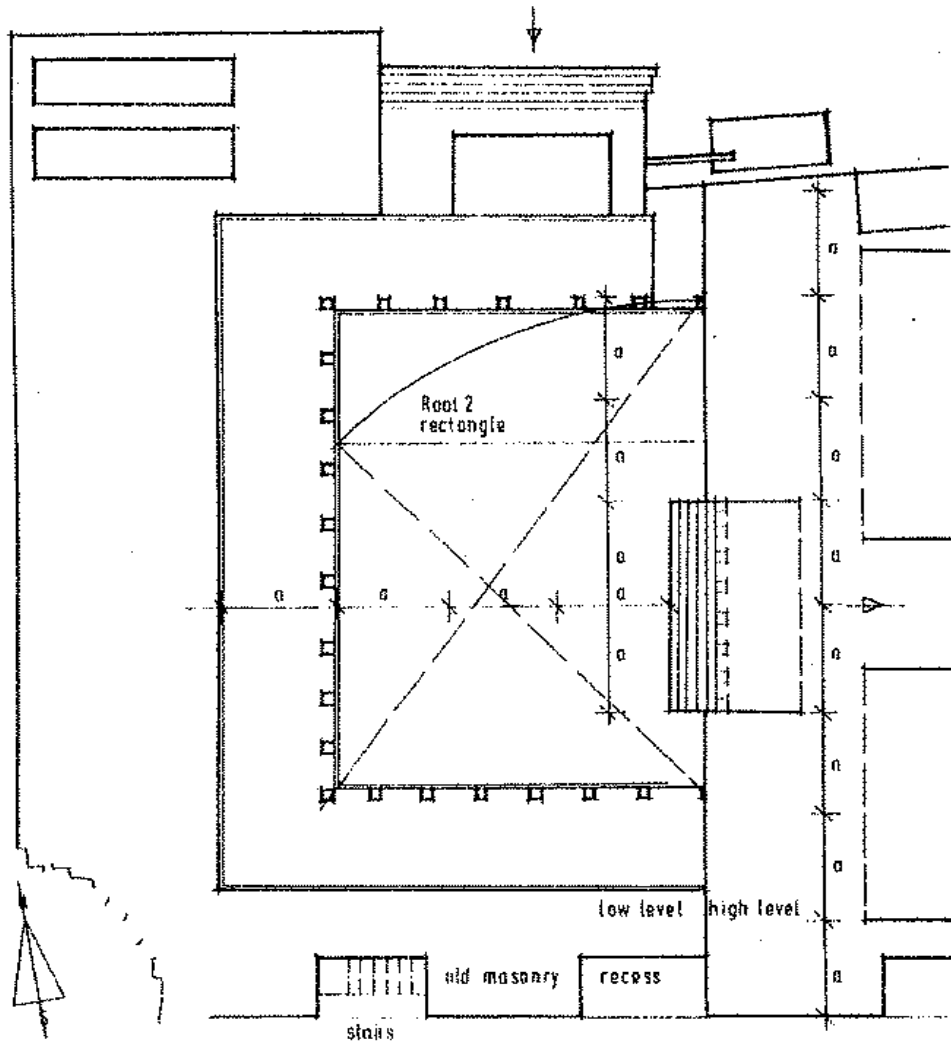 a
a a
Root 2
rectangle
a a
a a
a a a a
a a
a
a
low level high level
old masonry recess a
stairs